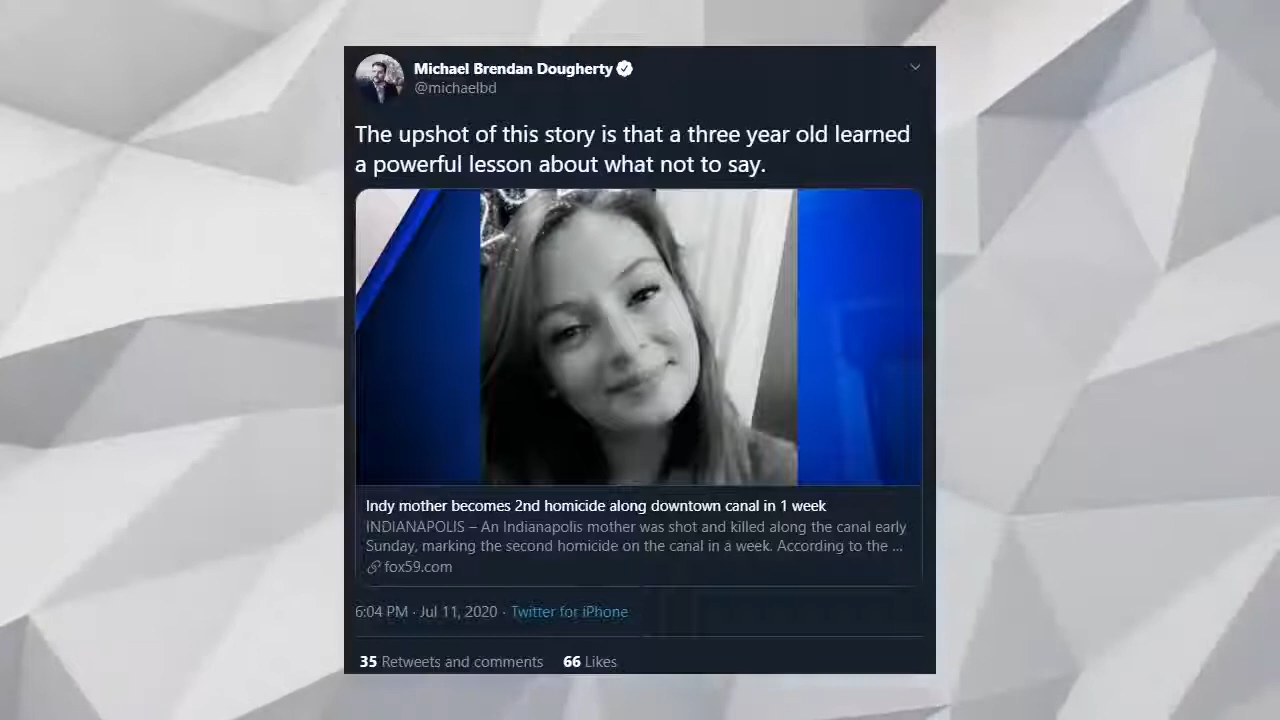 Michael Brendan Dougherty
@michaelbd
The upshot of this story is that a three year old learned
a powerful lesson about what not to say.
Indy mother becomes 2nd homicide along downtown canal in 1 week
INDIANAPOLIS – An Indianapolis mother was shot and killed along the canal early
Sunday, marking the second homicide on the canal in a week. According to the ...
fox59.com
6:04 PM · Jul 11, 2020 · Twitter for iPhone
35 Retweets and comments 66 Likes